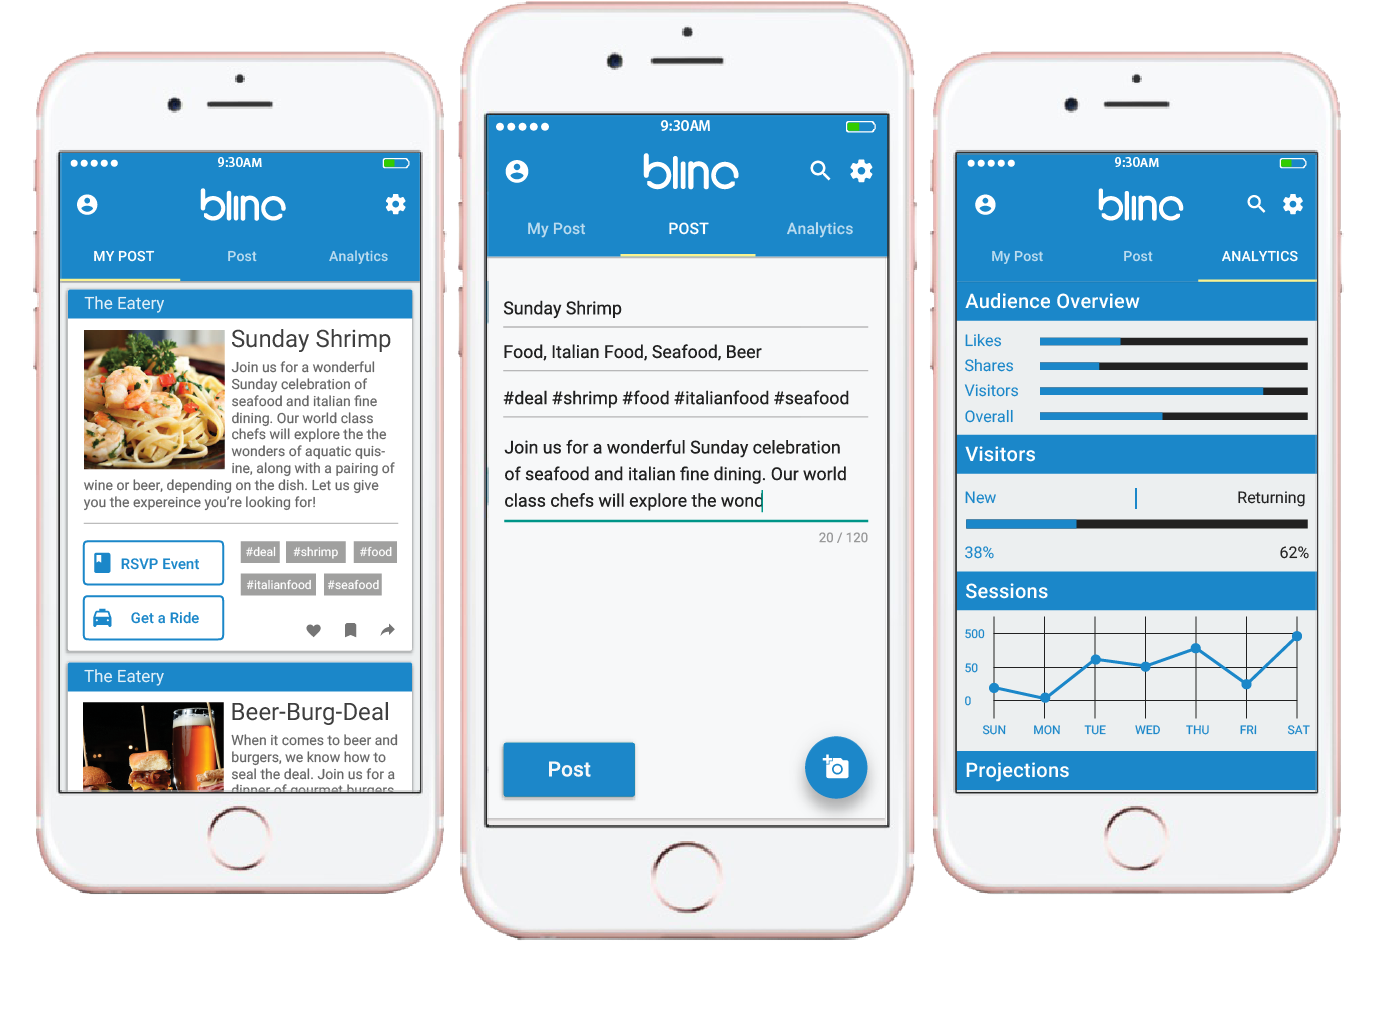 9:30AM
blinc
MY POST Post Analytics
The Eatery
Sunday Shrimp
Join us for a wonderful
Sunday celebration of
seafood and italian fine
dining. Our world class
chefs will explore the the
wonders of aquatic quis-
ine, along with a pairing of
wine or beer, depending on the dish. Let us give
you the expereince you're looking for!
RSVP Event
#deal #shrimp #food
#italianfood #seafood
Get a Ride
The Eatery
Beer-Burg-Deal
When it comes to beer and
burgers, we know how to
seal the deal. Join us for a
dinner of gourmet burgers
9:30AM
blinc
My Post POST Analytics
Sunday Shrimp
Food, Italian Food, Seafood, Beer
#deal #shrimp #food #italianfood #seafood
Join us for a wonderful Sunday celebration
of seafood and italian fine dining. Our world
class chefs will explore the wond
20 / 120
Post
9:30AM
blinc
My Post Post ANALYTICS
Audience Overview
Likes
Shares
Visitors
Overall
Visitors
New Returning
38% 62%
Sessions
500
50
0
SUN MON TUE WED THU FRI SAT
Projections